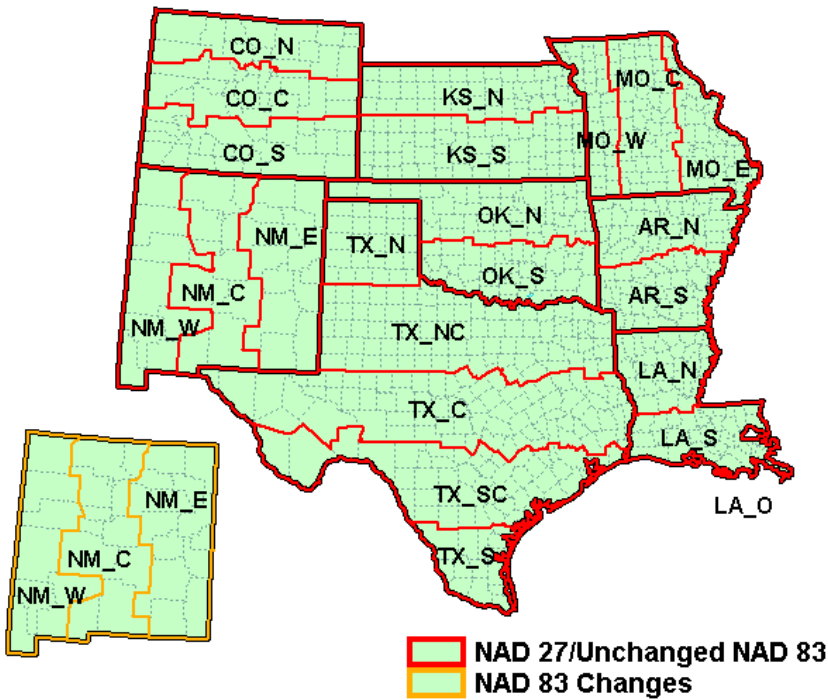 CO_N
CO_C
CO_S
KS_N
KS_S
MO_C
MO_W
MO_E
NM_E
NM_C
NM_W
TX_N
OK_N
OK_S
AR_N
AR_S
TX_NC
TX_C
LA_N
LA_S
LA_O
TX_SC
TX_S
NM_E
NM_C
NM_W
NAD 27/Unchanged NAD 83
NAD 83 Changes